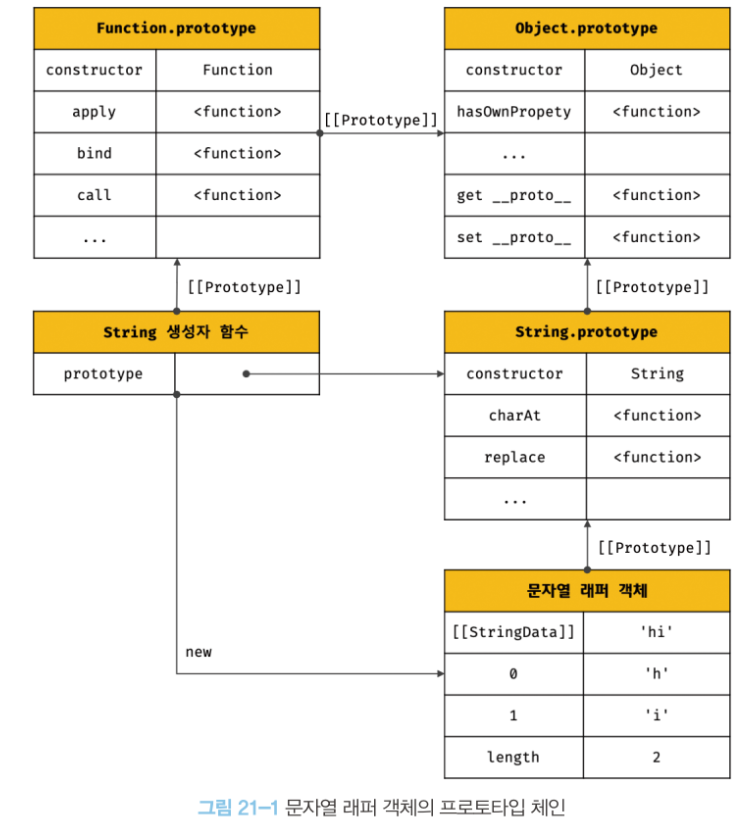 Function.prototype
constructor Function
apply <function>
bind <function>
call <function>
...
[[Prototype]]
Object.prototype
constructor Object
hasOwnPropety <function>
...
get __proto__ <function>
set __proto__ <function>
[[Prototype]]
[[Prototype]]
String 생성자 함수
prototype
String.prototype
constructor String
charAt <function>
replace <function>
...
[[Prototype]]
new
문자열 래퍼 객체
[[StringData]] 'hi'
0 'h'
1 'i'
length 2
그림 21-1 문자열 래퍼 객체의 프로토타입 체인